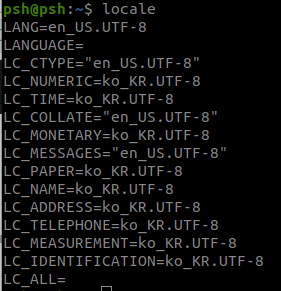 psh@psh:~$ locale
LANG=en_US.UTF-8
LANGUAGE=
LC_CTYPE="en_US.UTF-8"
LC_NUMERIC=ko_KR.UTF-8
LC_TIME=ko_KR.UTF-8
LC_COLLATE="en_US.UTF-8"
LC_MONETARY=ko_KR.UTF-8
LC_MESSAGES="en_US.UTF-8"
LC_PAPER=ko_KR.UTF-8
LC_NAME=ko_KR.UTF-8
LC_ADDRESS=ko_KR.UTF-8
LC_TELEPHONE=ko_KR.UTF-8
LC_MEASUREMENT=ko_KR.UTF-8
LC_IDENTIFICATION=ko_KR.UTF-8
LC_ALL=